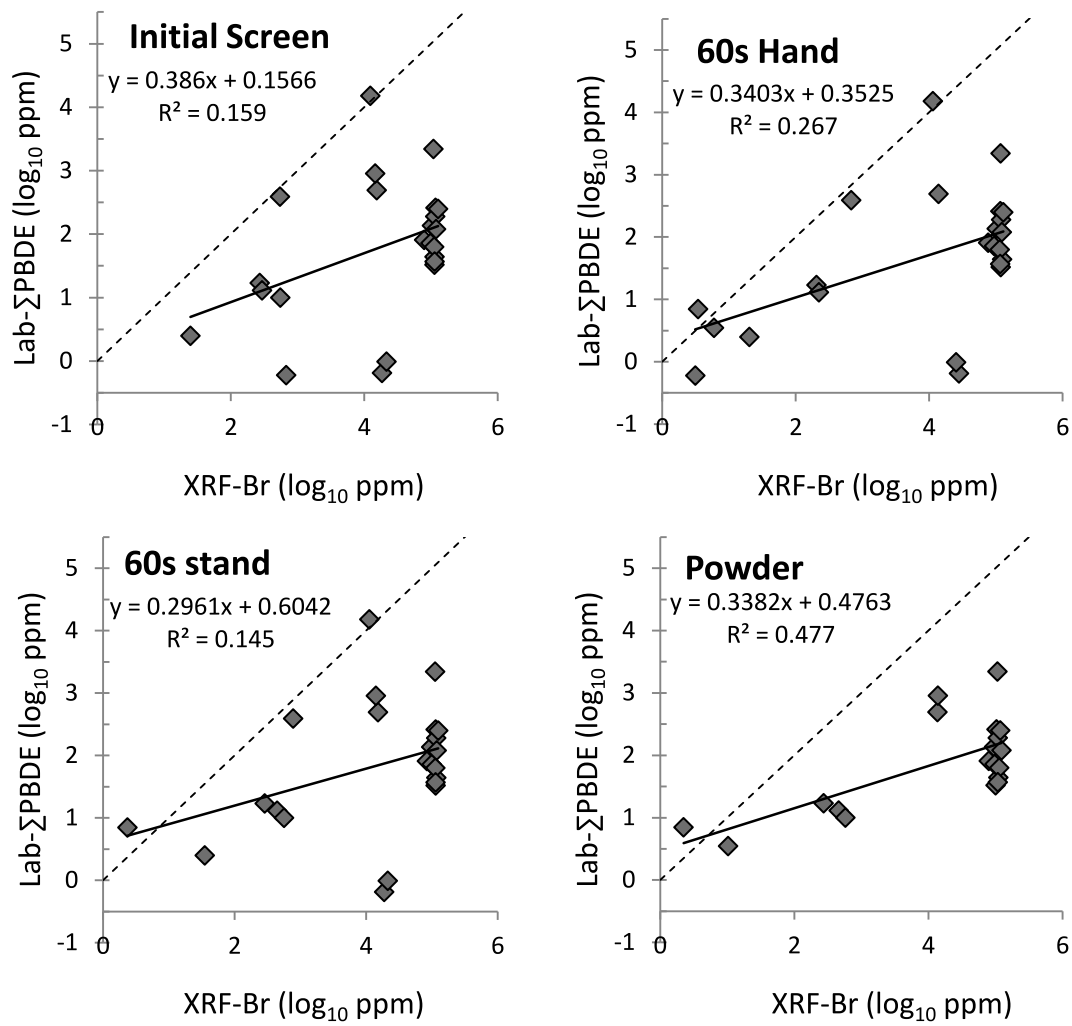 Initial Screen
y = 0.386x + 0.1566
R² = 0.159
Lab-∑PBDE (log₁₀ ppm)
5
4
3
2
1
0
-1
0 2 4 6
XRF-Br (log₁₀ ppm)
60s Hand
y = 0.3403x + 0.3525
R² = 0.267
Lab-∑PBDE (log₁₀ ppm)
5
4
3
2
1
0
-1
0 2 4 6
XRF-Br (log₁₀ ppm)
60s stand
y = 0.2961x + 0.6042
R² = 0.145
Lab-∑PBDE (log₁₀ ppm)
5
4
3
2
1
0
-1
0 2 4 6
XRF-Br (log₁₀ ppm)
Powder
y = 0.3382x + 0.4763
R² = 0.477
Lab-∑PBDE (log₁₀ ppm)
5
4
3
2
1
0
-1
0 2 4 6
XRF-Br (log₁₀ ppm)